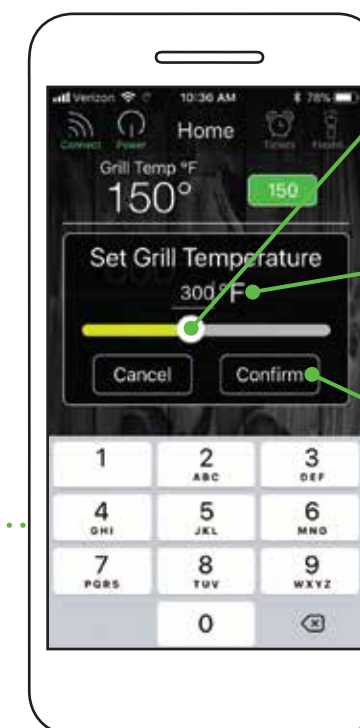 Verizon 10:36 AM 78%
Connect Power Home Timers
Grill Temp °F
150° 150
Set Grill Temperature
300 °F
Cancel Confirm
1 2 3
ABC DEF
4 5 6
GHI JKL MNO
7 8 9
PQRS TUV WXYZ
0